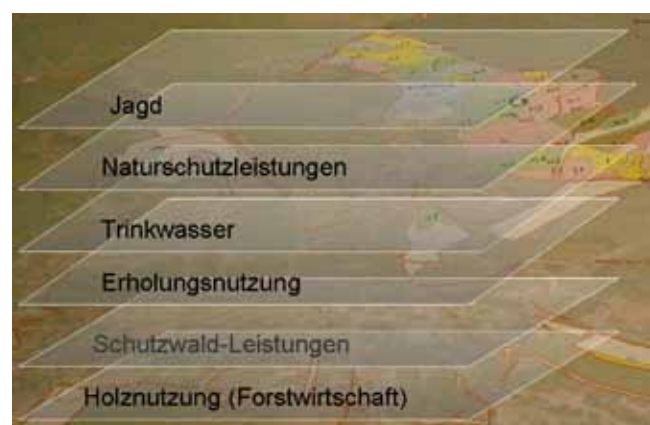 Jagd
Naturschutzleistungen
Trinkwasser
Erholungsnutzung
Schutzwald-Leistungen
Holznutzung (Forstwirtschaft)